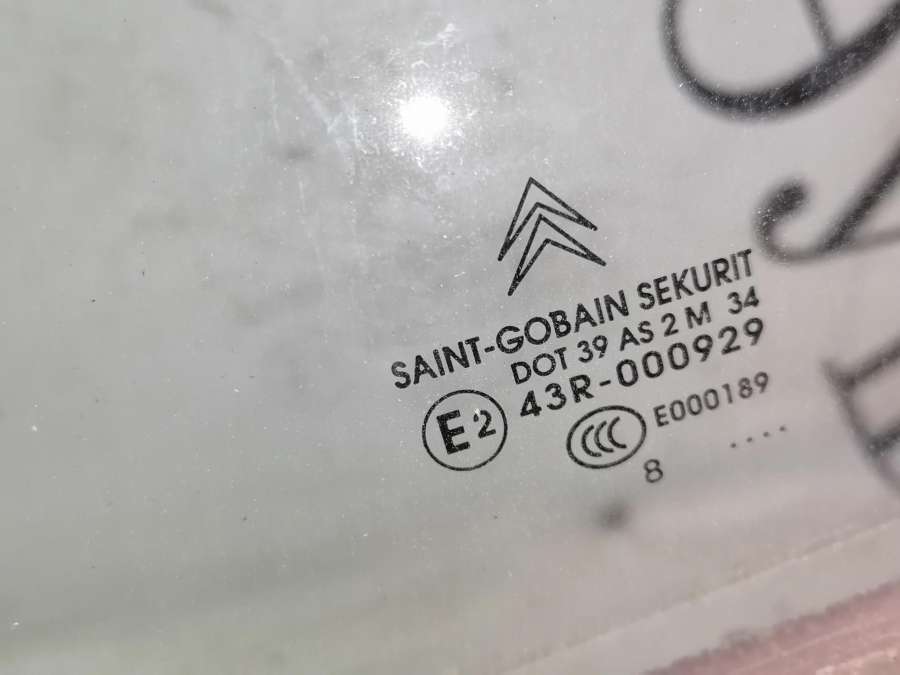 SAINT-GOBAIN SEKURIT
DOT 39 AS 2 M 34
43R-000929
E2
CCC E000189
8 ....